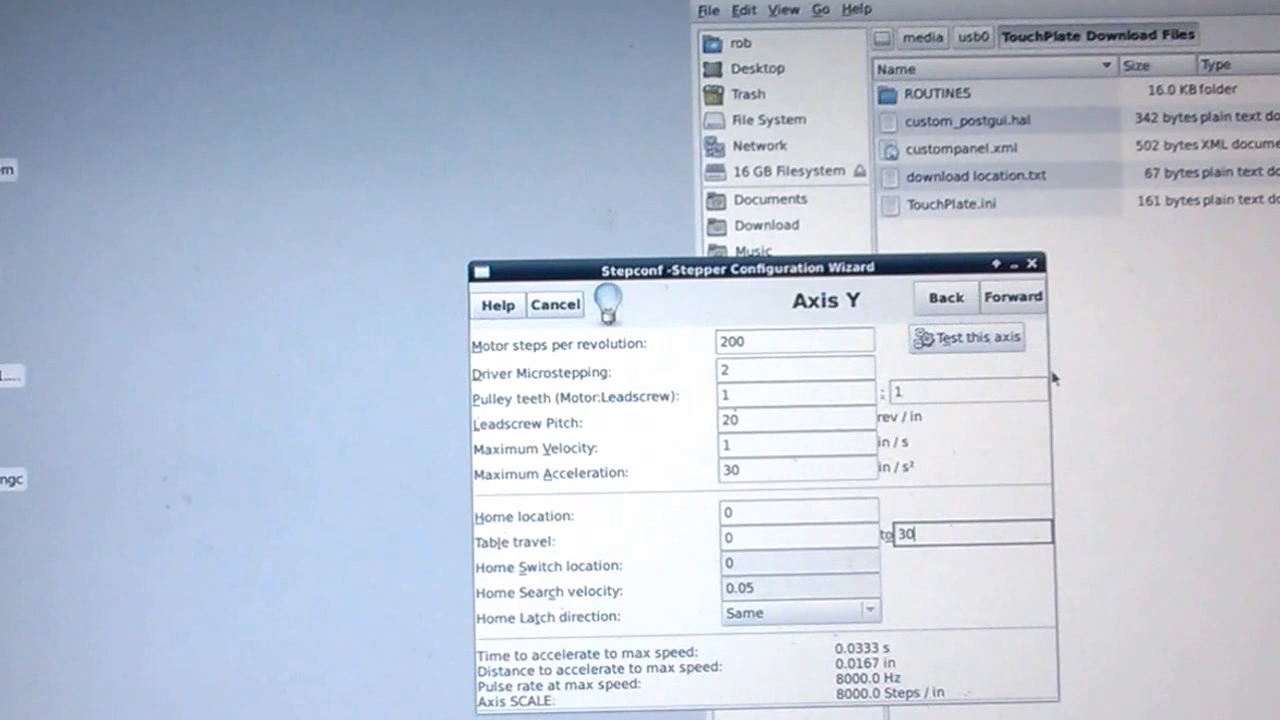 File Edit View Go Help
rob
Desktop
Trash
File System
Network
16 GB Filesystem
Documents
Download
Music
media usb0 TouchPlate Download Files
Name Size Type
ROUTINES 16.0 KB folder
custom_postgui.hal 342 bytes plain text do
custompanel.xml 502 bytes XML docume
download location.txt 67 bytes plain text do
TouchPlate.ini 161 bytes plain text do
m
1....
ngc
Stepconf -Stepper Configuration Wizard
Help Cancel Axis Y Back Forward
Motor steps per revolution: 200 Test this axis
Driver Microstepping: 2
Pulley teeth (Motor:Leadscrew): 1 : 1
Leadscrew Pitch: 20 rev / in
Maximum Velocity: 1 in / s
Maximum Acceleration: 30 in / s²
Home location: 0
Table travel: 0 to 30
Home Switch location: 0
Home Search velocity: 0.05
Home Latch direction: Same
Time to accelerate to max speed: 0.0333 s
Distance to accelerate to max speed: 0.0167 in
Pulse rate at max speed: 8000.0 Hz
Axis SCALE: 8000.0 Steps / in